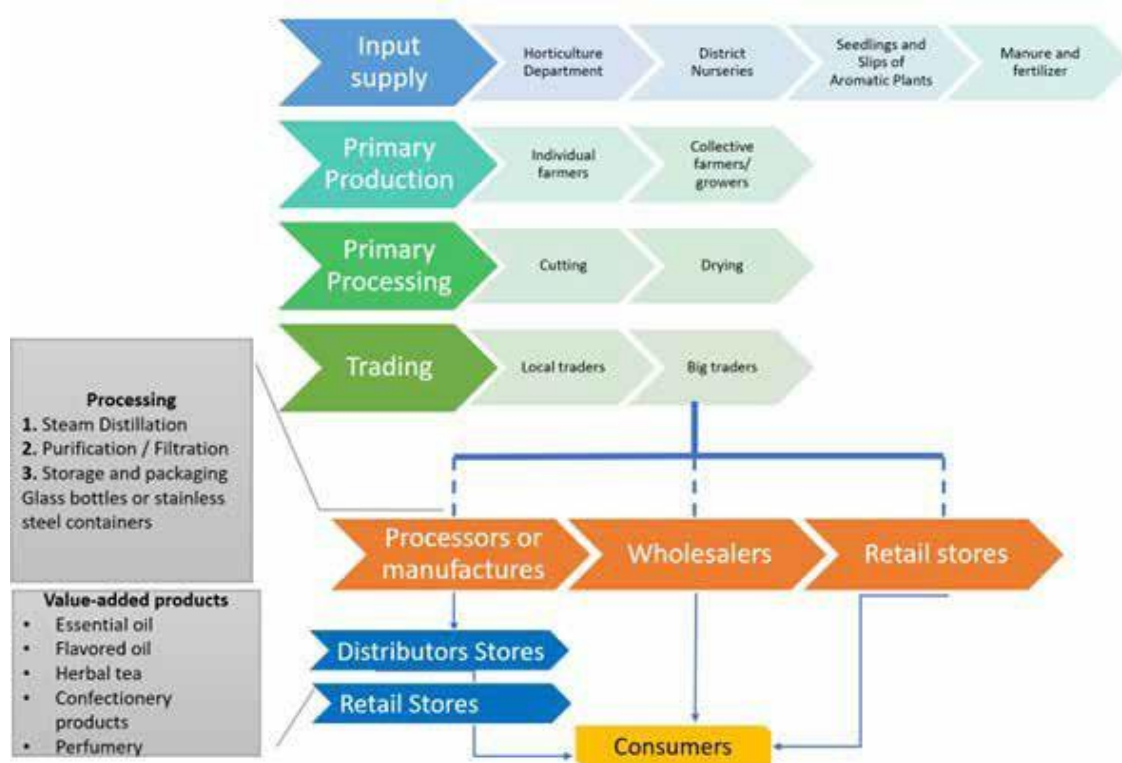 Input
supply
Horticulture
Department
District
Nurseries
Seedlings and
Slips of
Aromatic Plants
Manure and
fertilizer
Primary
Production
Individual
farmers
Collective
farmers/
growers
Primary
Processing
Cutting
Drying
Trading
Local traders
Big traders
Processing
1. Steam Distillation
2. Purification / Filtration
3. Storage and packaging
Glass bottles or stainless
steel containers
Processors or
manufactures
Wholesalers
Retail stores
Value-added products
• Essential oil
• Flavored oil
• Herbal tea
• Confectionery
products
• Perfumery
Distributors Stores
Retail Stores
Consumers